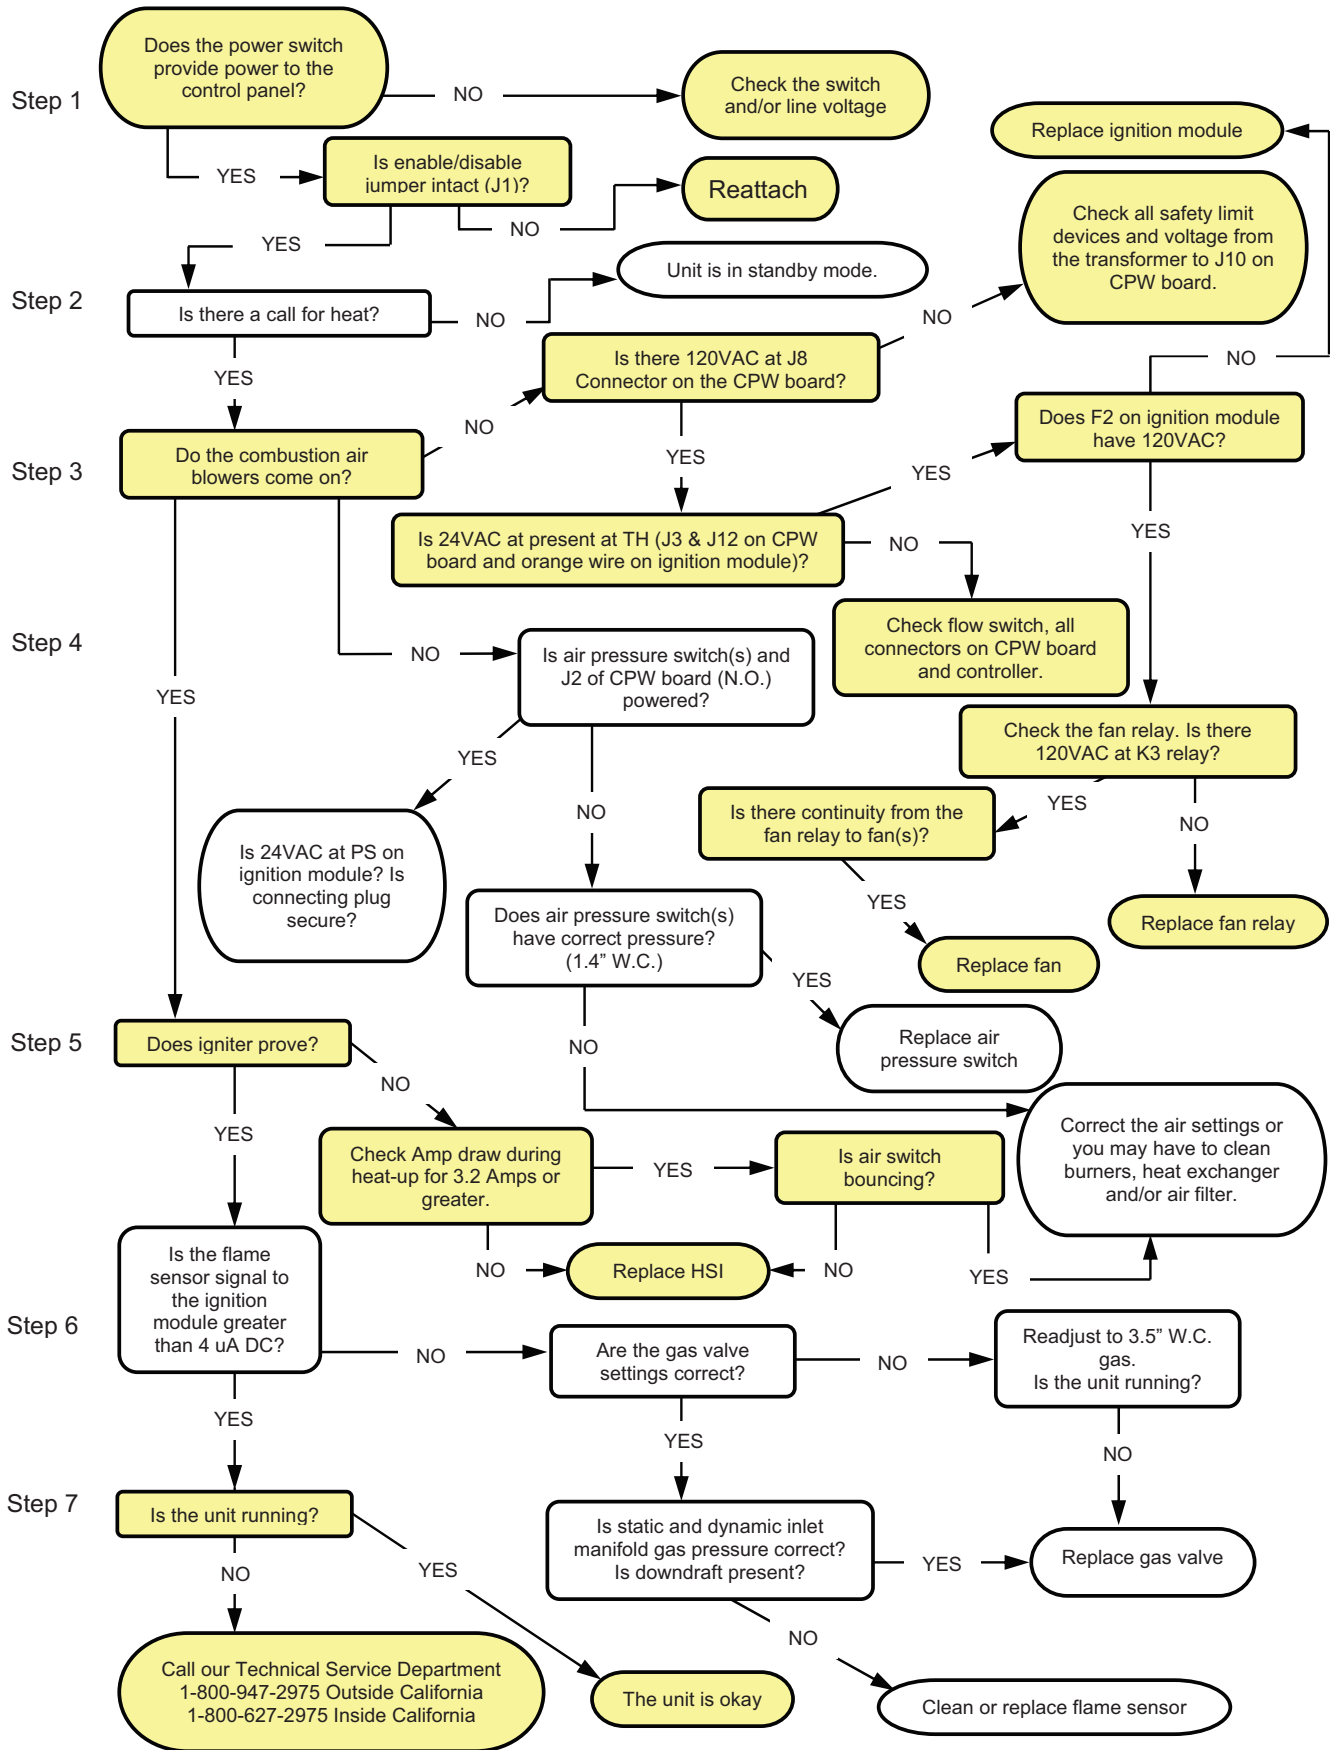 Does the power switch
provide power to the
control panel?
Step 1
NO
Check the switch
and/or line voltage
Replace ignition module
YES
Is enable/disable
jumper intact (J1)?
Reattach
NO
YES
Check all safety limit
devices and voltage from
the transformer to J10 on
CPW board.
Step 2
Unit is in standby mode.
Is there a call for heat?
NO
NO
Is there 120VAC at J8
Connector on the CPW board?
NO
YES
Does F2 on ignition module
have 120VAC?
NO
Step 3
Do the combustion air
blowers come on?
YES
YES
YES
Is 24VAC at present at TH (J3 & J12 on CPW
board and orange wire on ignition module)?
NO
Step 4
Check flow switch, all
connectors on CPW board
and controller.
NO
Is air pressure switch(s) and
J2 of CPW board (N.O.)
powered?
YES
Check the fan relay. Is there
120VAC at K3 relay?
YES
YES
NO
Is there continuity from the
fan relay to fan(s)?
NO
Is 24VAC at PS on
ignition module? Is
connecting plug
secure?
Does air pressure switch(s)
have correct pressure?
(1.4” W.C.)
YES
Replace fan relay
Replace fan
YES
Step 5
Does igniter prove?
NO
Replace air
pressure switch
NO
YES
Check Amp draw during
heat-up for 3.2 Amps or
greater.
YES
Is air switch
bouncing?
Correct the air settings or
you may have to clean
burners, heat exchanger
and/or air filter.
NO
Replace HSI
NO
YES
Step 6
Is the flame
sensor signal to
the ignition
module greater
than 4 uA DC?
NO
Are the gas valve
settings correct?
NO
Readjust to 3.5” W.C.
gas.
Is the unit running?
YES
YES
NO
Step 7
Is the unit running?
Is static and dynamic inlet
manifold gas pressure correct?
Is downdraft present?
YES
Replace gas valve
NO
YES
NO
Call our Technical Service Department
1-800-947-2975 Outside California
1-800-627-2975 Inside California
The unit is okay
Clean or replace flame sensor